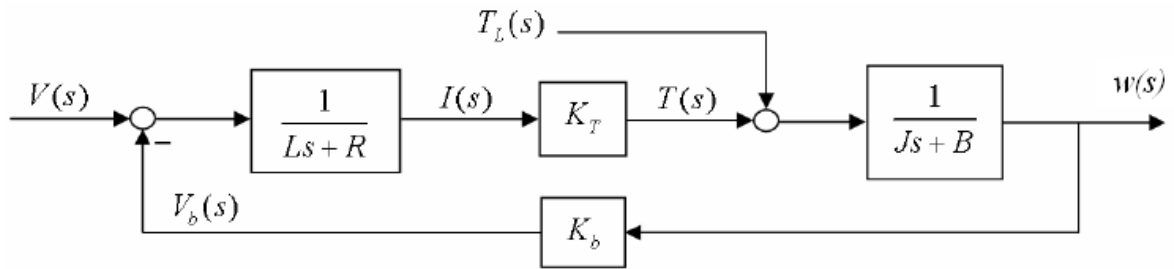 T_L(s)
V(s)
1
Ls + R
I(s)
K_T
T(s)
1
Js + B
w(s)
−
V_b(s)
K_b